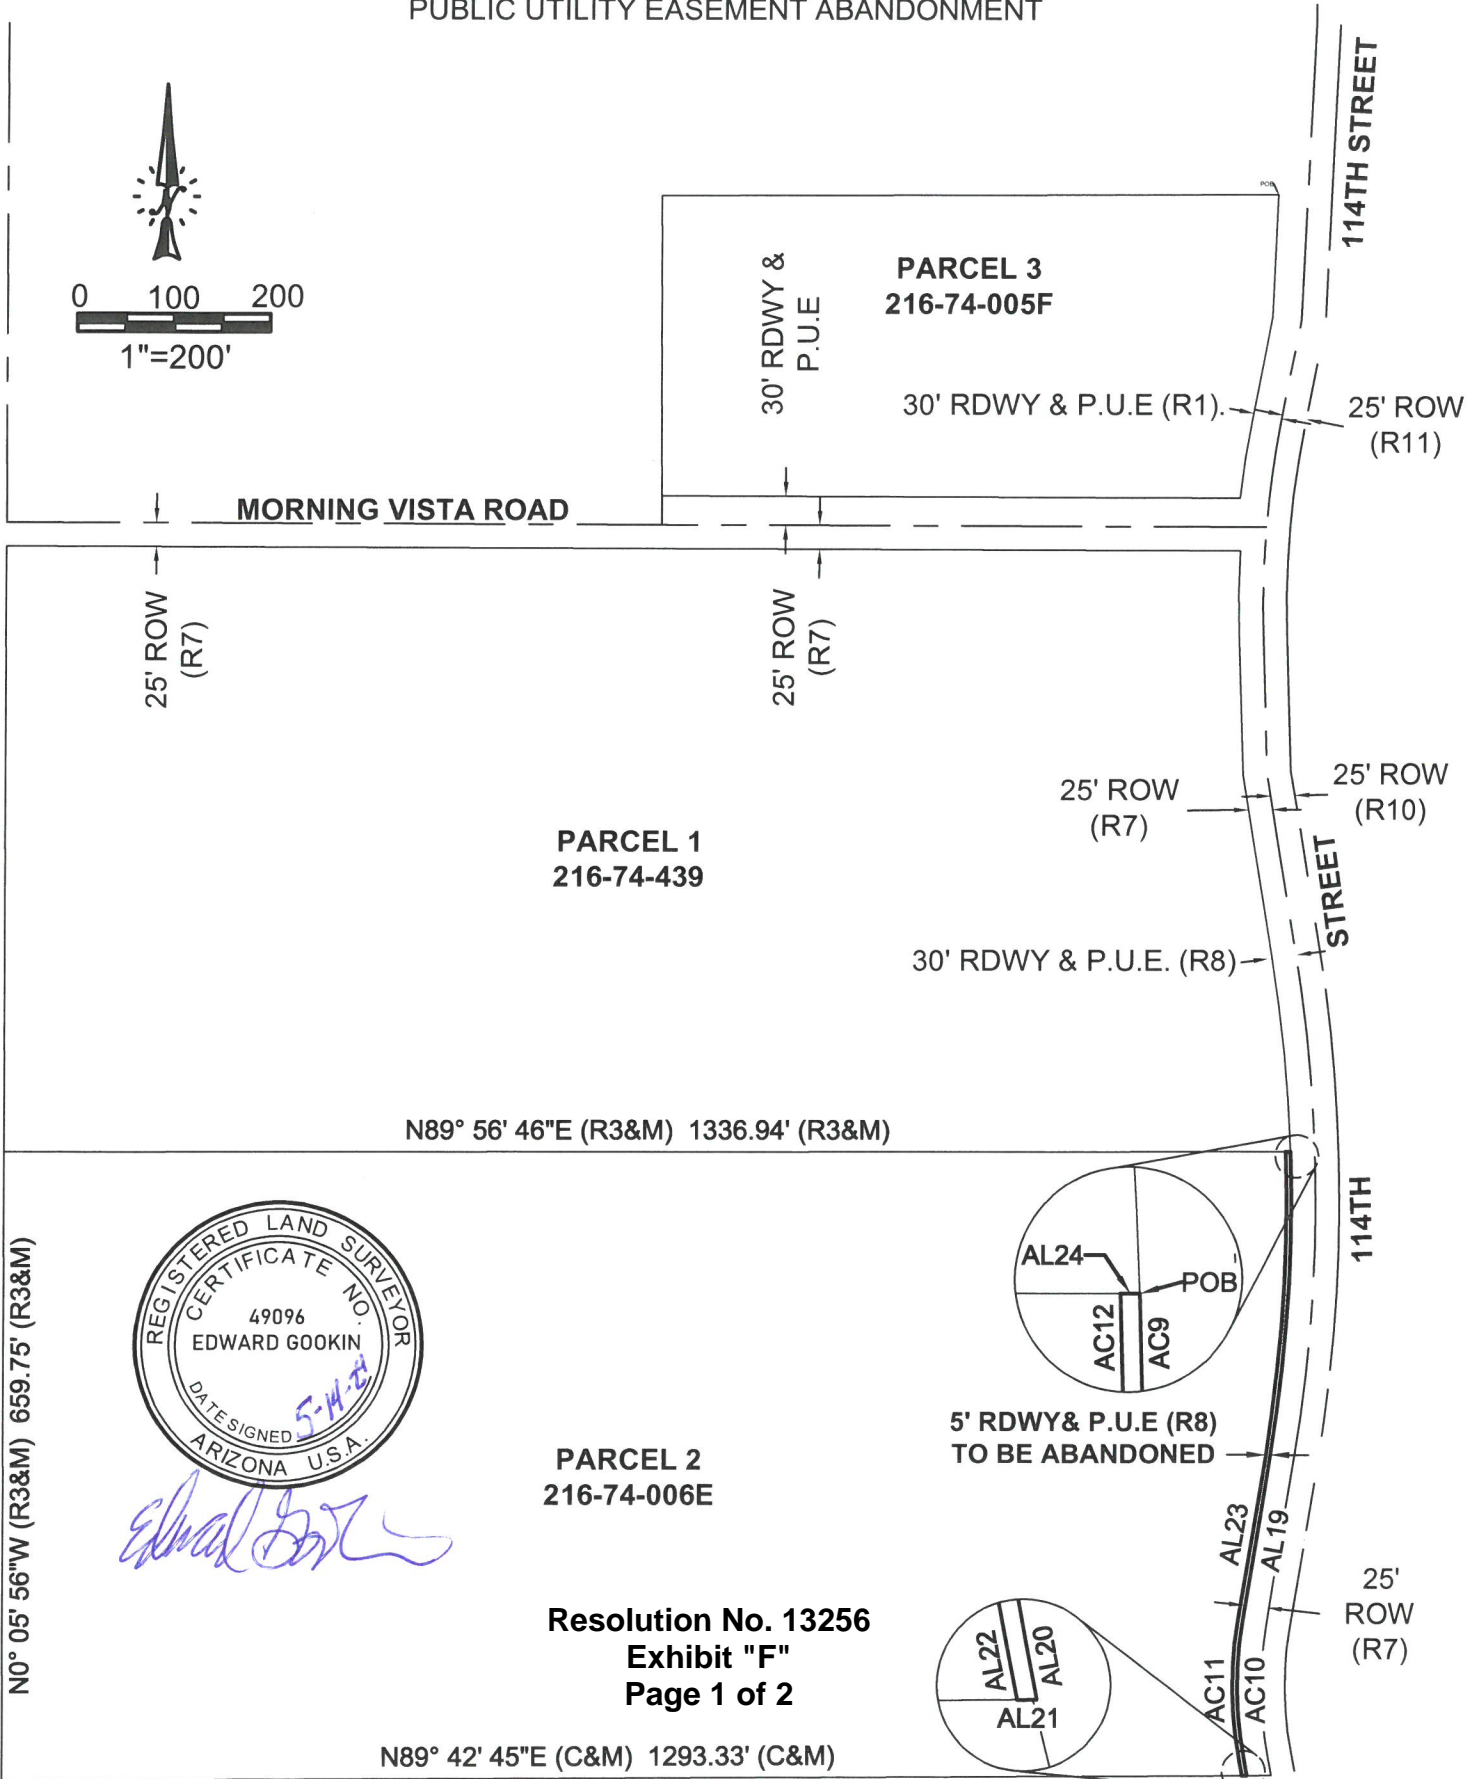 PUBLIC UTILITY EASEMENT ABANDONMENT
114TH STREET
0 100 200
1"=200'
POB
PARCEL 3
216-74-005F
30' RDWY &
P.U.E
30' RDWY & P.U.E (R1).
25' ROW
(R11)
MORNING VISTA ROAD
25' ROW
(R7)
25' ROW
(R7)
25' ROW
(R7)
25' ROW
(R10)
PARCEL 1
216-74-439
STREET
30' RDWY & P.U.E. (R8)
N89° 56' 46"E (R3&M) 1336.94' (R3&M)
114TH
AL24
POB
AC12
AC9
N0° 05' 56"W (R3&M) 659.75' (R3&M)
REGISTERED LAND SURVEYOR
CERTIFICATE NO.
49096
EDWARD GOOKIN
DATE SIGNED
ARIZONA U.S.A.
5' RDWY& P.U.E (R8)
TO BE ABANDONED
PARCEL 2
216-74-006E
AL23
AL19
25'
ROW
(R7)
Resolution No. 13256
Exhibit "F"
Page 1 of 2
AL22
AL20
AL21
AC11
AC10
N89° 42' 45"E (C&M) 1293.33' (C&M)